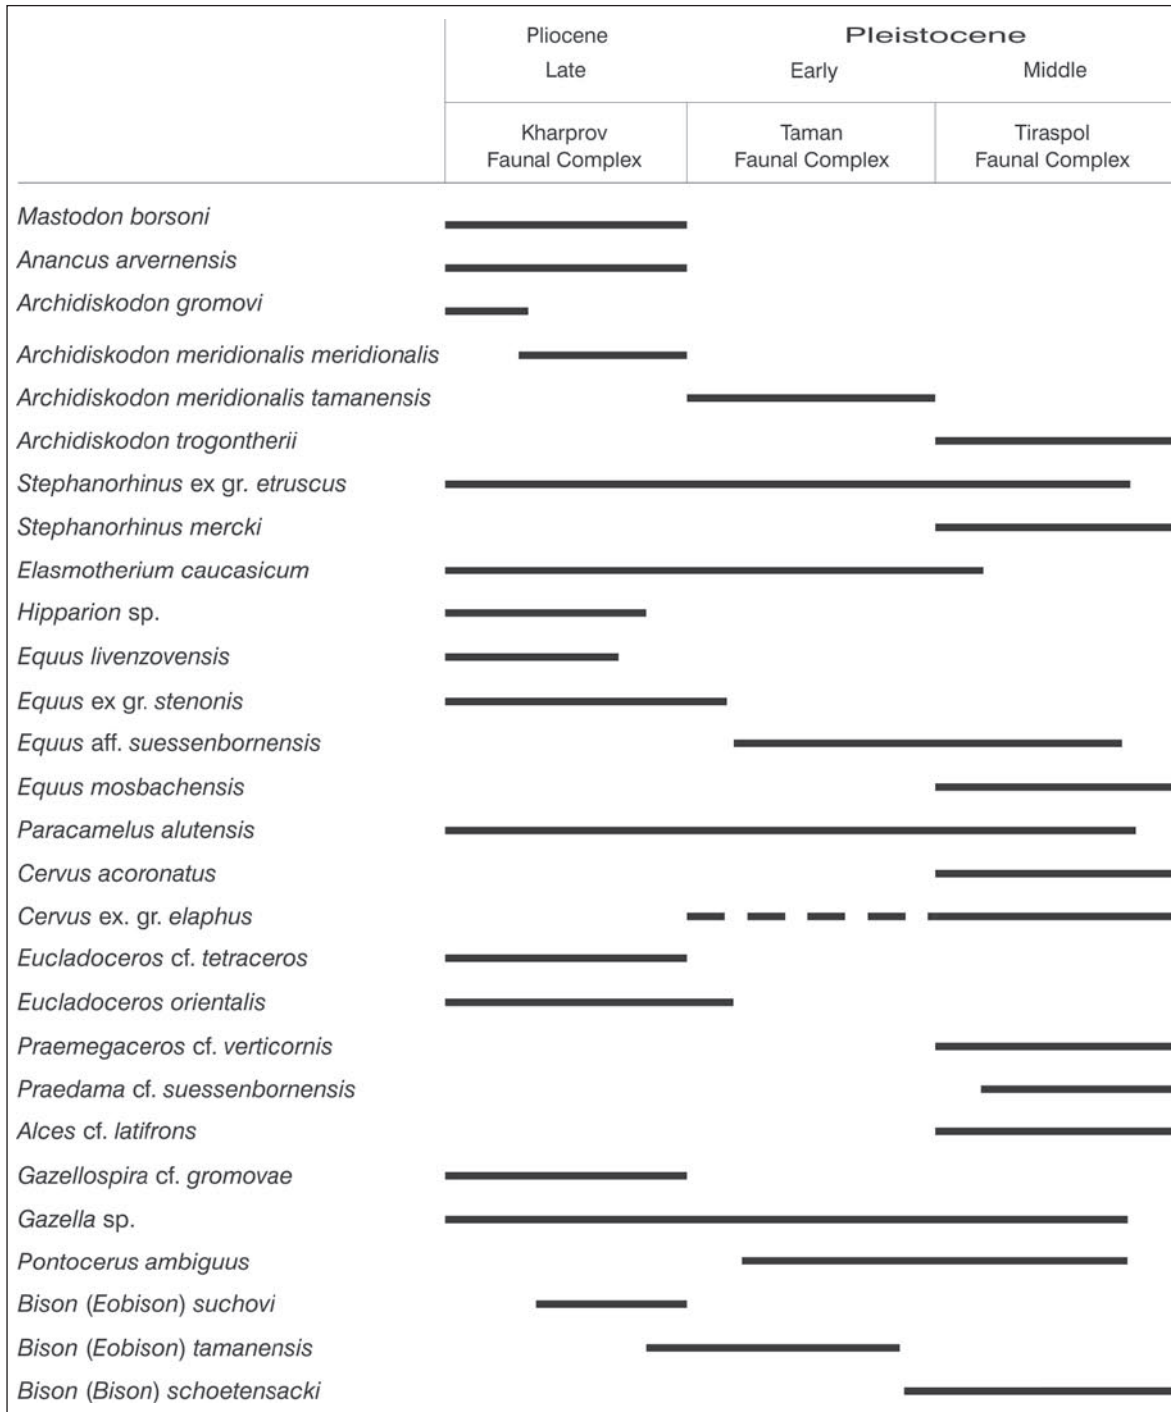 Pliocene Pleistocene
Late Early Middle
Kharprov Taman Tiraspol
Faunal Complex Faunal Complex Faunal Complex
Mastodon borsoni
Anancus arvernensis
Archidiskodon gromovi
Archidiskodon meridionalis meridionalis
Archidiskodon meridionalis tamanensis
Archidiskodon trogontherii
Stephanorhinus ex gr. etruscus
Stephanorhinus mercki
Elasmotherium caucasicum
Hipparion sp.
Equus livenzovensis
Equus ex gr. stenonis
Equus aff. suessenbornensis
Equus mosbachensis
Paracamelus alutensis
Cervus acoronatus
Cervus ex. gr. elaphus
Eucladoceros cf. tetraceros
Eucladoceros orientalis
Praemegaceros cf. verticornis
Praedama cf. suessenbornensis
Alces cf. latifrons
Gazellospira cf. gromovae
Gazella sp.
Pontocerus ambiguus
Bison (Eobison) suchovi
Bison (Eobison) tamanensis
Bison (Bison) schoetensacki